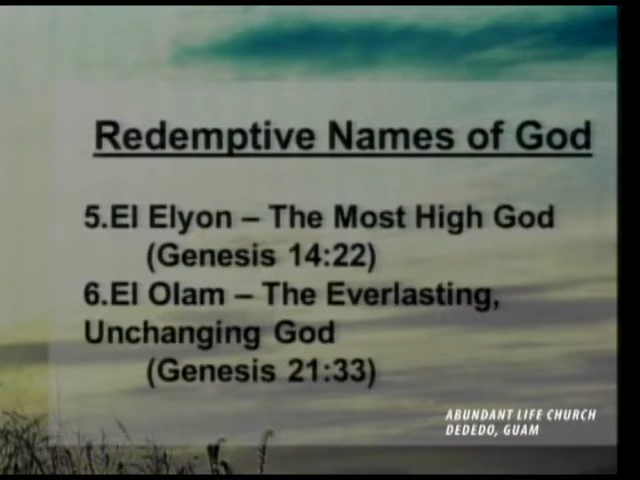 Redemptive Names of God
5.El Elyon – The Most High God
(Genesis 14:22)
6.El Olam – The Everlasting,
Unchanging God
(Genesis 21:33)
ABUNDANT LIFE CHURCH
DEDEDO, GUAM